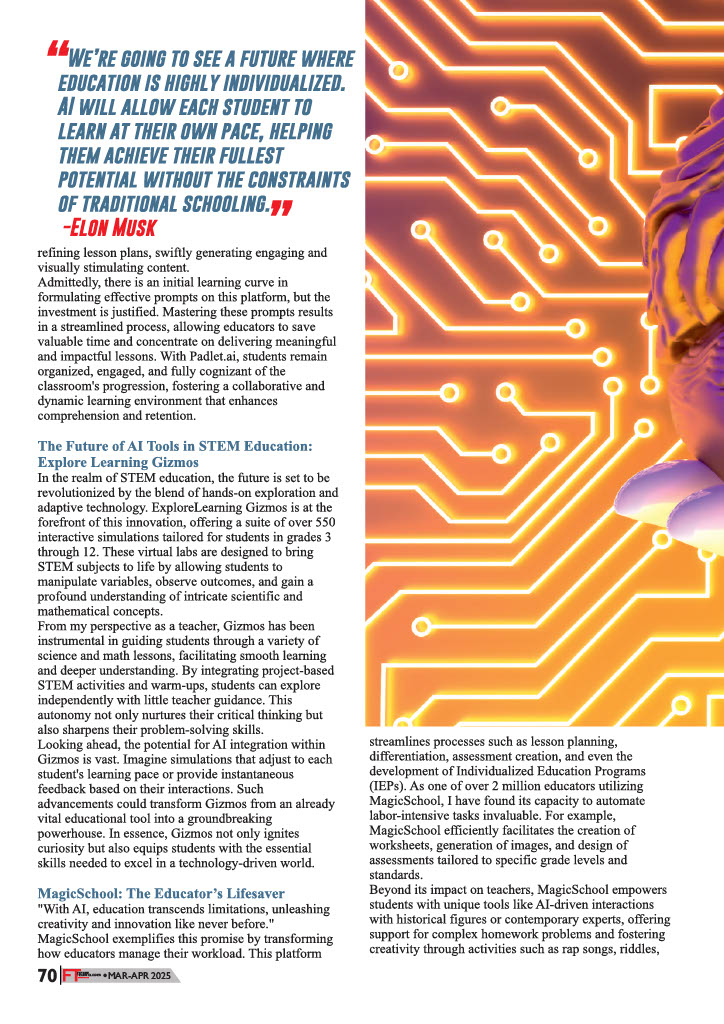 “We’re going to see a future where
education is highly individualized.
AI will allow each student to
learn at their own pace, helping
them achieve their fullest
potential without the constraints
of traditional schooling.”
-Elon Musk
refining lesson plans, swiftly generating engaging and
visually stimulating content.
Admittedly, there is an initial learning curve in
formulating effective prompts on this platform, but the
investment is justified. Mastering these prompts results
in a streamlined process, allowing educators to save
valuable time and concentrate on delivering meaningful
and impactful lessons. With Padlet.ai, students remain
organized, engaged, and fully cognizant of the
classroom's progression, fostering a collaborative and
dynamic learning environment that enhances
comprehension and retention.
The Future of AI Tools in STEM Education:
Explore Learning Gizmos
In the realm of STEM education, the future is set to be
revolutionized by the blend of hands-on exploration and
adaptive technology. ExploreLearning Gizmos is at the
forefront of this innovation, offering a suite of over 550
interactive simulations tailored for students in grades 3
through 12. These virtual labs are designed to bring
STEM subjects to life by allowing students to
manipulate variables, observe outcomes, and gain a
profound understanding of intricate scientific and
mathematical concepts.
From my perspective as a teacher, Gizmos has been
instrumental in guiding students through a variety of
science and math lessons, facilitating smooth learning
and deeper understanding. By integrating project-based
STEM activities and warm-ups, students can explore
independently with little teacher guidance. This
autonomy not only nurtures their critical thinking but
also sharpens their problem-solving skills.
Looking ahead, the potential for AI integration within
Gizmos is vast. Imagine simulations that adjust to each
student's learning pace or provide instantaneous
feedback based on their interactions. Such
advancements could transform Gizmos from an already
vital educational tool into a groundbreaking
powerhouse. In essence, Gizmos not only ignites
curiosity but also equips students with the essential
skills needed to excel in a technology-driven world.
MagicSchool: The Educator’s Lifesaver
"With AI, education transcends limitations, unleashing
creativity and innovation like never before."
MagicSchool exemplifies this promise by transforming
how educators manage their workload. This platform
streamlines processes such as lesson planning,
differentiation, assessment creation, and even the
development of Individualized Education Programs
(IEPs). As one of over 2 million educators utilizing
MagicSchool, I have found its capacity to automate
labor-intensive tasks invaluable. For example,
MagicSchool efficiently facilitates the creation of
worksheets, generation of images, and design of
assessments tailored to specific grade levels and
standards.
Beyond its impact on teachers, MagicSchool empowers
students with unique tools like AI-driven interactions
with historical figures or contemporary experts, offering
support for complex homework problems and fostering
creativity through activities such as rap songs, riddles,
70 FT • MAR-APR 2025